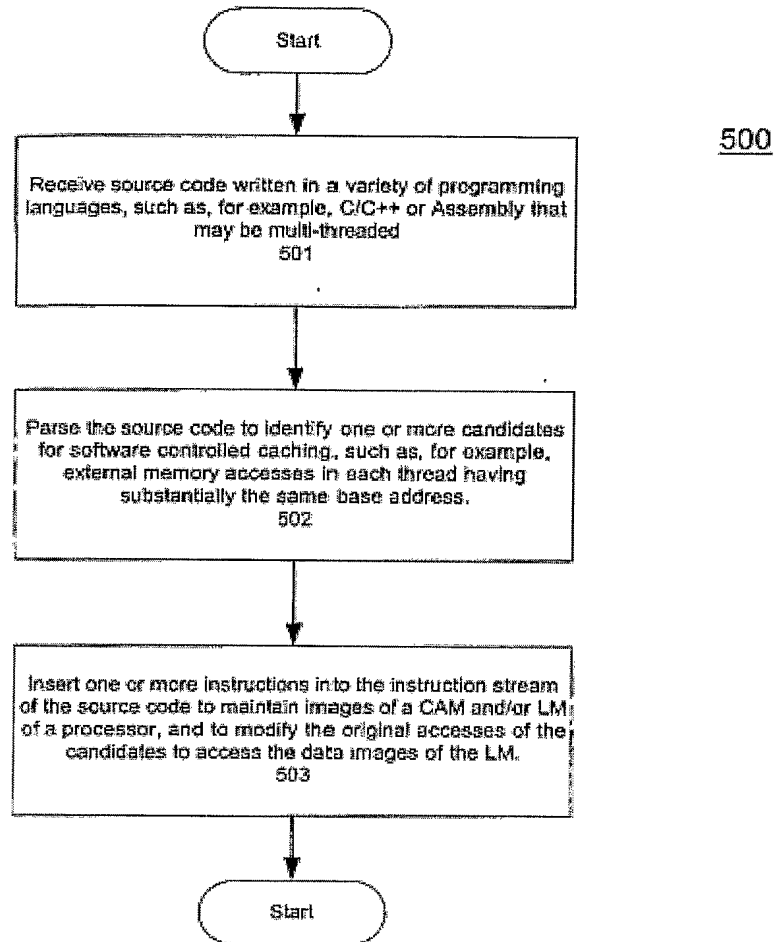 Start
500
Receive source code written in a variety of programming
languages, such as, for example, C/C++ or Assembly that
may be multi-threaded
501
Parse the source code to identify one or more candidates
for software controlled caching, such as, for example,
external memory accesses in each thread having
substantially the same base address.
502
Insert one or more instructions into the instruction stream
of the source code to maintain images of a CAM and/or LM
of a processor, and to modify the original accesses of the
candidates to access the data images of the LM.
503
Start